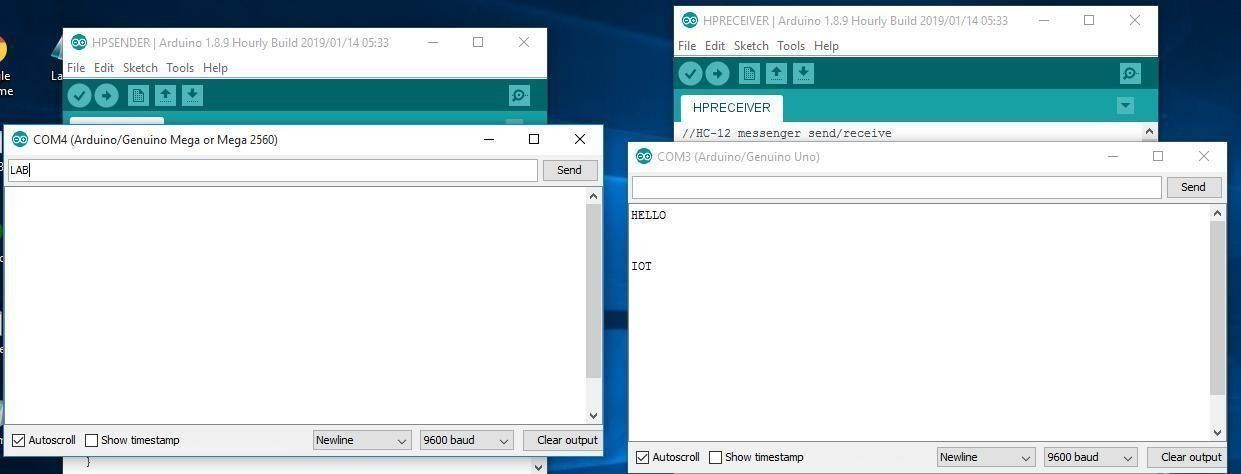 HPSENDER | Arduino 1.8.9 Hourly Build 2019/01/14 05:33
File Edit Sketch Tools Help
COM4 (Arduino/Genuino Mega or Mega 2560)
LAB
Send
Autoscroll
Show timestamp
Newline
9600 baud
Clear output
}
HPRECEIVER | Arduino 1.8.9 Hourly Build 2019/01/14 05:33
File Edit Sketch Tools Help
HPRECEIVER
//HC-12 messenger send/receive
COM3 (Arduino/Genuino Uno)
Send
HELLO
IOT
Autoscroll
Show timestamp
Newline
9600 baud
Clear output